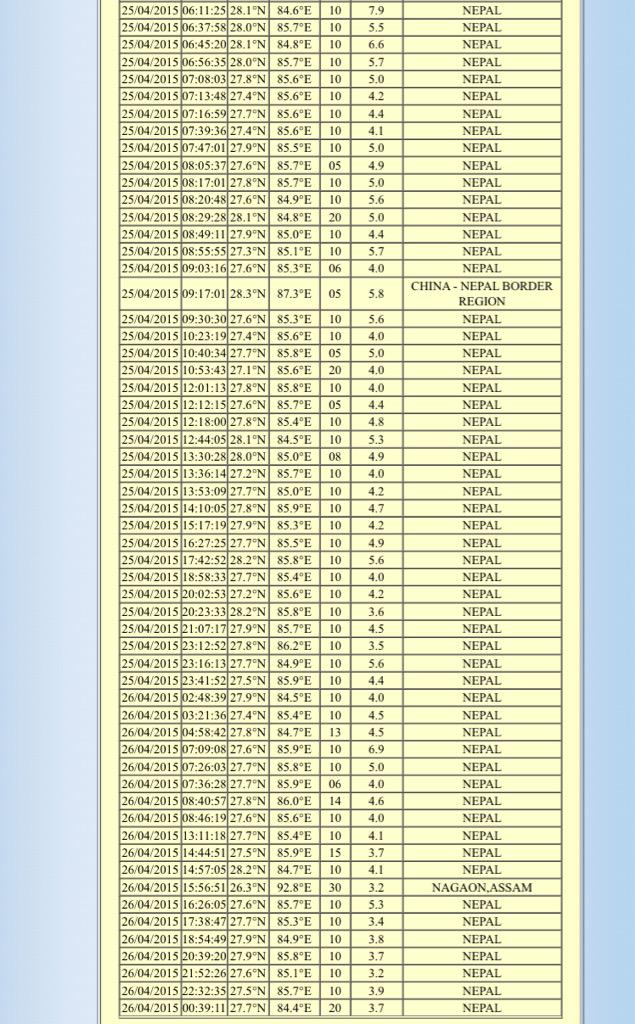 25/04/2015 06:11:25 28.1°N 84.6°E 10 7.9 NEPAL
25/04/2015 06:37:58 28.0°N 85.7°E 10 5.5 NEPAL
25/04/2015 06:45:20 28.1°N 84.8°E 10 6.6 NEPAL
25/04/2015 06:56:35 28.0°N 85.7°E 10 5.7 NEPAL
25/04/2015 07:08:03 27.8°N 85.6°E 10 5.0 NEPAL
25/04/2015 07:13:48 27.4°N 85.6°E 10 4.2 NEPAL
25/04/2015 07:16:59 27.7°N 85.6°E 10 4.4 NEPAL
25/04/2015 07:39:36 27.4°N 85.6°E 10 4.1 NEPAL
25/04/2015 07:47:01 27.9°N 85.5°E 10 5.0 NEPAL
25/04/2015 08:05:37 27.6°N 85.7°E 05 4.9 NEPAL
25/04/2015 08:17:01 27.8°N 85.7°E 10 5.0 NEPAL
25/04/2015 08:20:48 27.6°N 84.9°E 10 5.6 NEPAL
25/04/2015 08:29:28 28.1°N 84.8°E 20 5.0 NEPAL
25/04/2015 08:49:11 27.9°N 85.0°E 10 4.4 NEPAL
25/04/2015 08:55:55 27.3°N 85.1°E 10 5.7 NEPAL
25/04/2015 09:03:16 27.6°N 85.3°E 06 4.0 NEPAL
25/04/2015 09:17:01 28.3°N 87.3°E 05 5.8 CHINA - NEPAL BORDER
REGION
25/04/2015 09:30:30 27.6°N 85.3°E 10 5.6 NEPAL
25/04/2015 10:23:19 27.4°N 85.6°E 10 4.0 NEPAL
25/04/2015 10:40:34 27.7°N 85.8°E 05 5.0 NEPAL
25/04/2015 10:53:43 27.1°N 85.6°E 20 4.0 NEPAL
25/04/2015 12:01:13 27.8°N 85.8°E 10 4.0 NEPAL
25/04/2015 12:12:15 27.6°N 85.7°E 05 4.4 NEPAL
25/04/2015 12:18:00 27.8°N 85.4°E 10 4.8 NEPAL
25/04/2015 12:44:05 28.1°N 84.5°E 10 5.3 NEPAL
25/04/2015 13:30:28 28.0°N 85.0°E 08 4.9 NEPAL
25/04/2015 13:36:14 27.2°N 85.7°E 10 4.0 NEPAL
25/04/2015 13:53:09 27.7°N 85.0°E 10 4.2 NEPAL
25/04/2015 14:10:05 27.8°N 85.9°E 10 4.7 NEPAL
25/04/2015 15:17:19 27.9°N 85.3°E 10 4.2 NEPAL
25/04/2015 16:27:25 27.7°N 85.5°E 10 4.9 NEPAL
25/04/2015 17:42:52 28.2°N 85.8°E 10 5.6 NEPAL
25/04/2015 18:58:33 27.7°N 85.4°E 10 4.0 NEPAL
25/04/2015 20:02:53 27.2°N 85.6°E 10 4.2 NEPAL
25/04/2015 20:23:33 28.2°N 85.8°E 10 3.6 NEPAL
25/04/2015 21:07:17 27.9°N 85.7°E 10 4.5 NEPAL
25/04/2015 23:12:52 27.8°N 86.2°E 10 3.5 NEPAL
25/04/2015 23:16:13 27.7°N 84.9°E 10 5.6 NEPAL
25/04/2015 23:41:52 27.5°N 85.9°E 10 4.4 NEPAL
26/04/2015 02:48:39 27.9°N 84.5°E 10 4.0 NEPAL
26/04/2015 03:21:36 27.4°N 85.4°E 10 4.5 NEPAL
26/04/2015 04:58:42 27.8°N 84.7°E 13 4.5 NEPAL
26/04/2015 07:09:08 27.6°N 85.9°E 10 6.9 NEPAL
26/04/2015 07:26:03 27.7°N 85.8°E 10 5.0 NEPAL
26/04/2015 07:36:28 27.7°N 85.9°E 06 4.0 NEPAL
26/04/2015 08:40:57 27.8°N 86.0°E 14 4.6 NEPAL
26/04/2015 08:46:19 27.6°N 85.6°E 10 4.0 NEPAL
26/04/2015 13:11:18 27.7°N 85.4°E 10 4.1 NEPAL
26/04/2015 14:44:51 27.5°N 85.9°E 15 3.7 NEPAL
26/04/2015 14:57:05 28.2°N 84.7°E 10 4.1 NEPAL
26/04/2015 15:56:51 26.3°N 92.8°E 30 3.2 NAGAON,ASSAM
26/04/2015 16:26:05 27.6°N 85.7°E 10 5.3 NEPAL
26/04/2015 17:38:47 27.7°N 85.3°E 10 3.4 NEPAL
26/04/2015 18:54:49 27.9°N 84.9°E 10 3.8 NEPAL
26/04/2015 20:39:20 27.9°N 85.8°E 10 3.7 NEPAL
26/04/2015 21:52:26 27.6°N 85.1°E 10 3.2 NEPAL
26/04/2015 22:32:35 27.5°N 85.7°E 10 3.9 NEPAL
26/04/2015 00:39:11 27.7°N 84.4°E 20 3.7 NEPAL